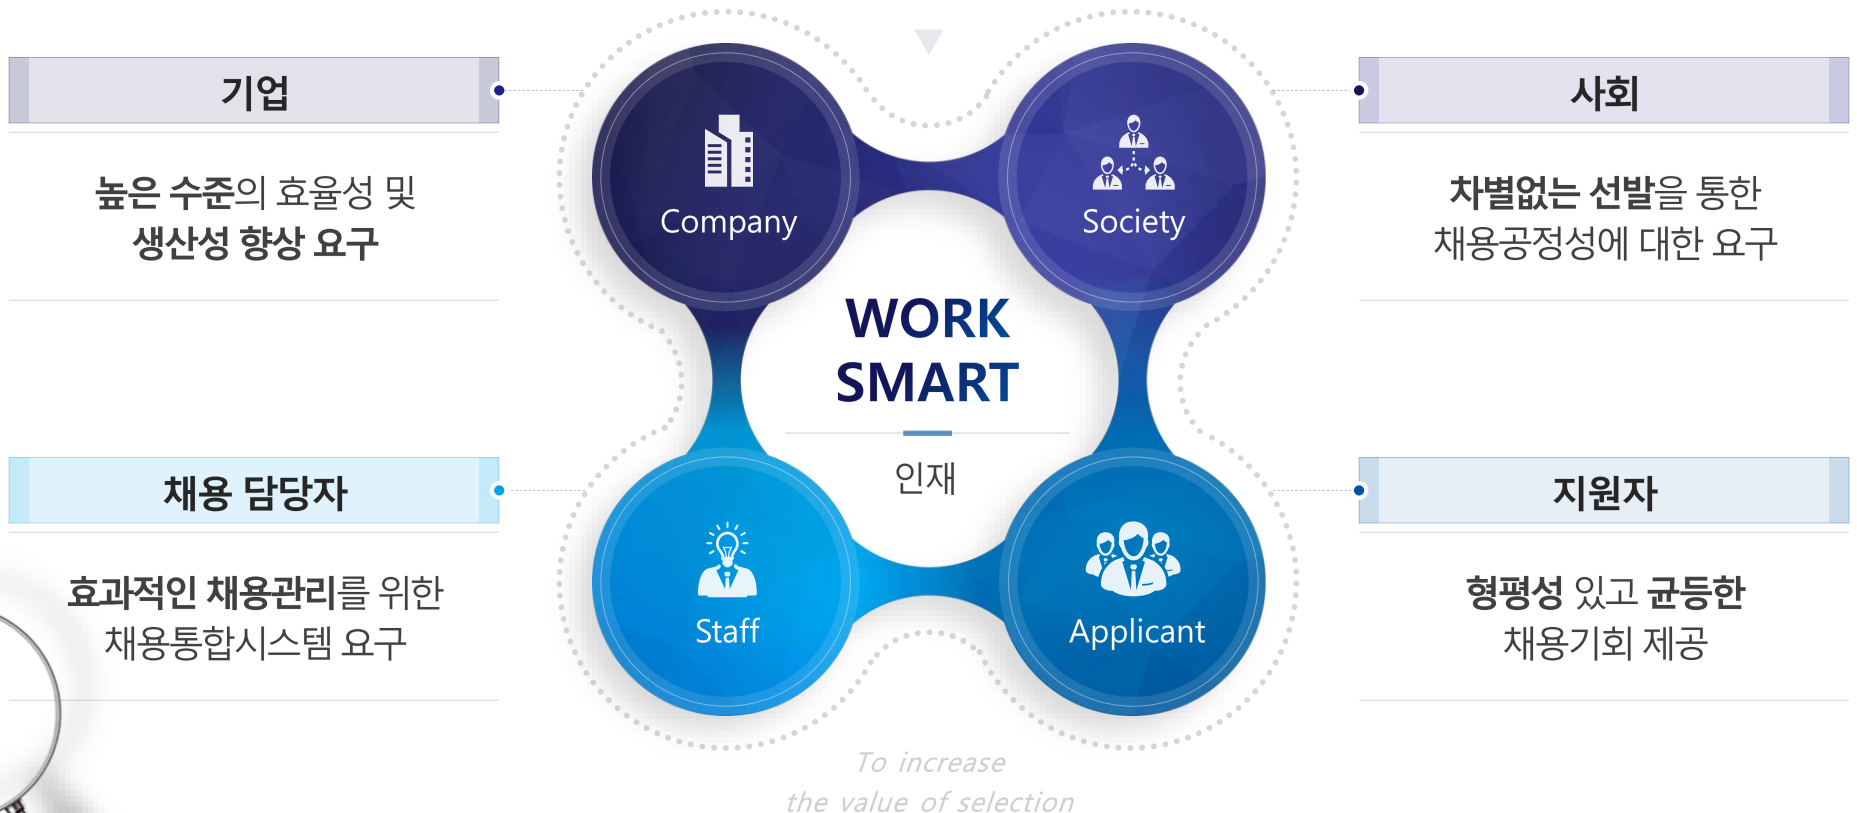 기업
높은 수준의 효율성 및
생산성 향상 요구
Company
Society
사회
차별없는 선발을 통한
채용공정성에 대한 요구
WORK
SMART
인재
채용 담당자
효과적인 채용관리를 위한
채용통합시스템 요구
Staff
Applicant
지원자
형평성 있고 균등한
채용기회 제공
To increase
the value of selection